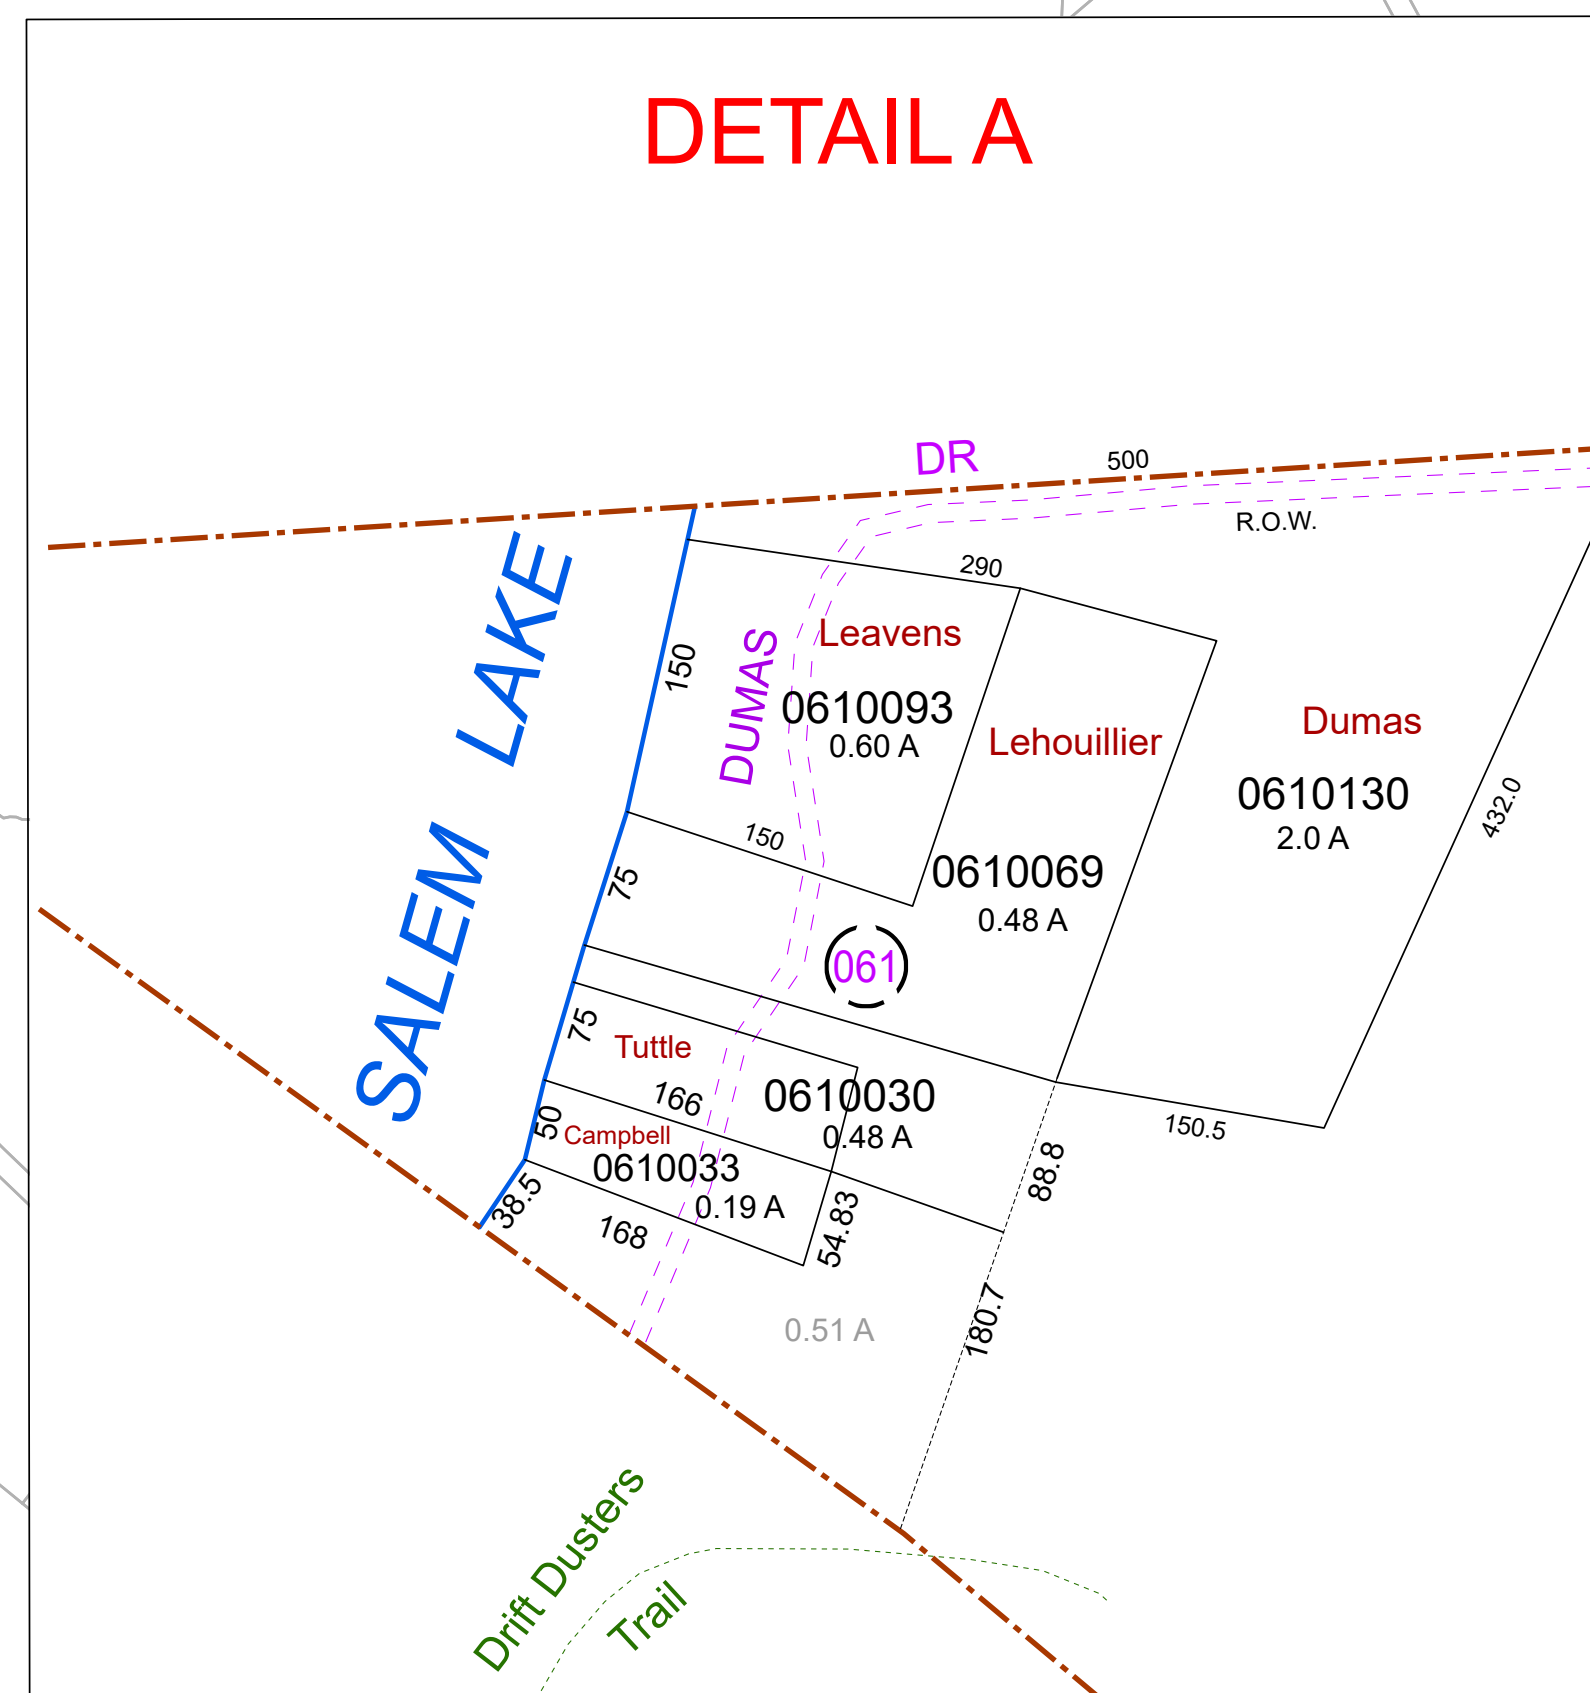 DETAIL A
DR
500
R.O.W.
SALEM LAKE
290
150
DUMAS
Leavens
0610093
0.60 A
Lehouillier
Dumas
0610130
2.0 A
432.0
150
75
0610069
0.48 A
061
75
Tuttle
166
0610030
0.48 A
50
Campbell
0610033
0.19 A
150.5
88.8
38.5
168
54.83
180.7
0.51 A
Drift Dusters
Trail